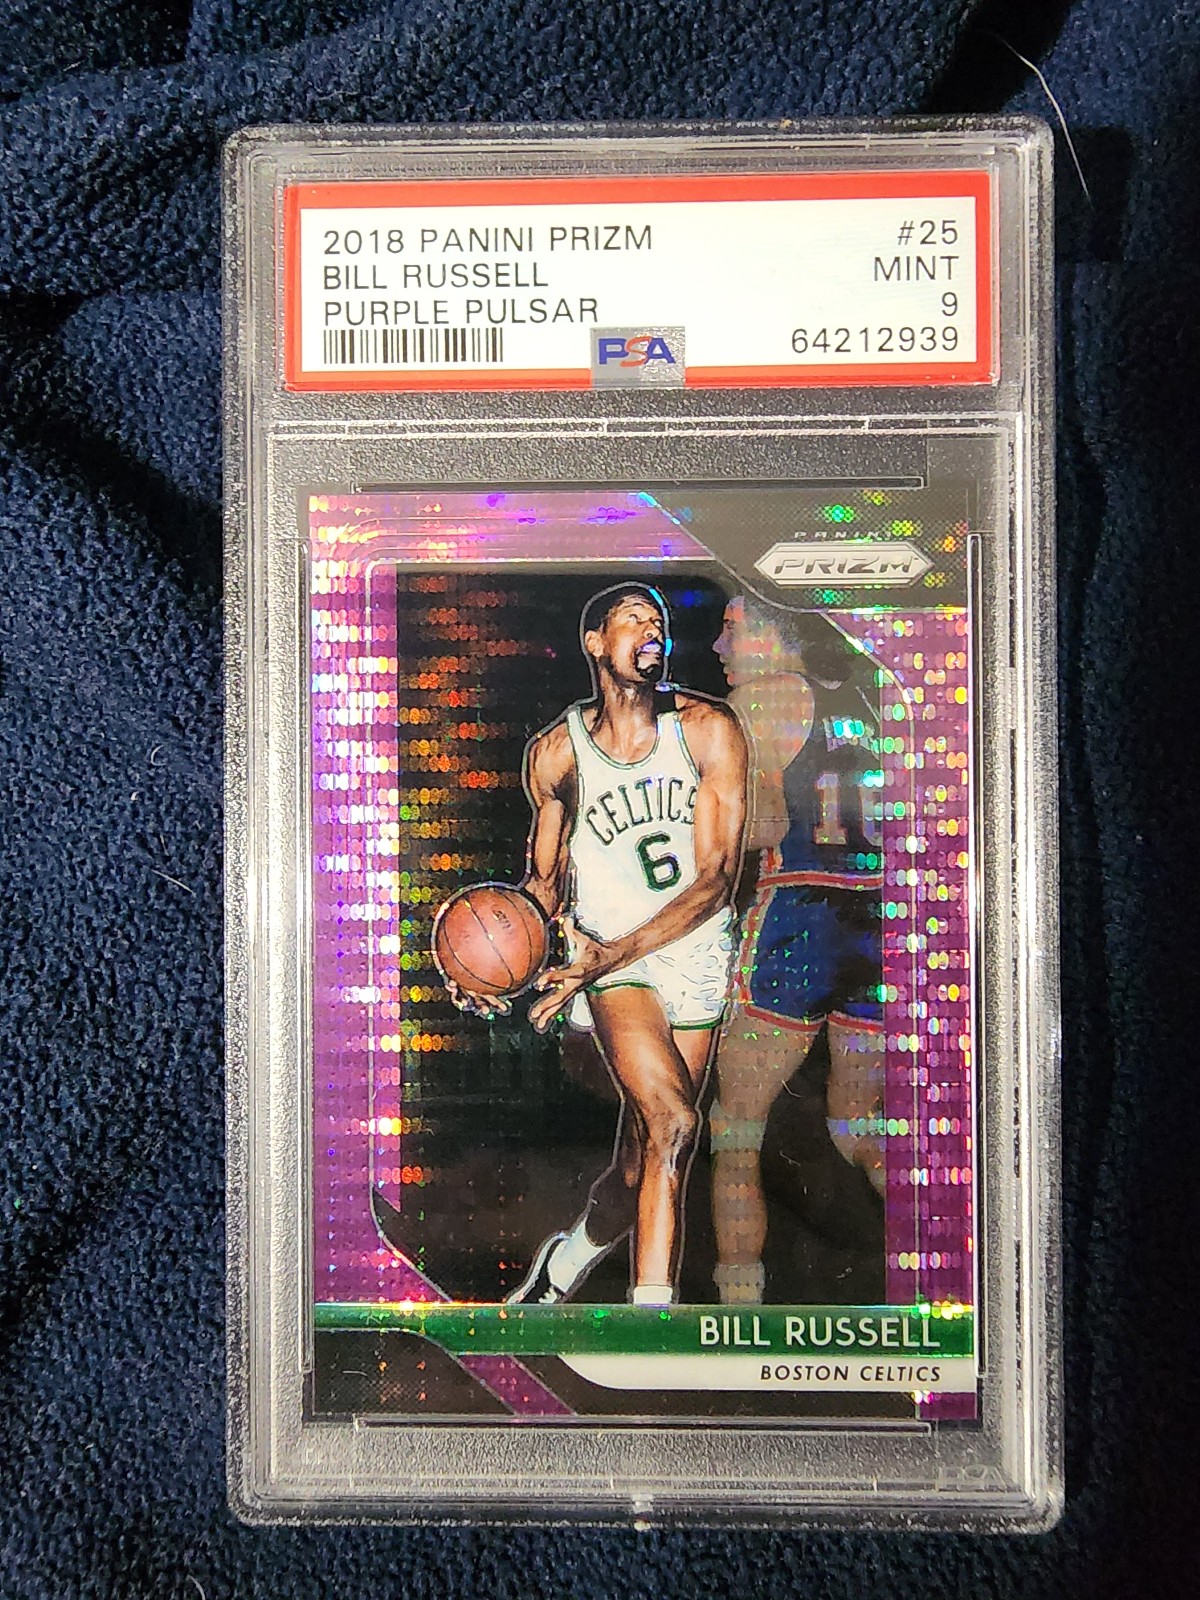 2018 PANINI PRIZM #25
BILL RUSSELL MINT
PURPLE PULSAR 9
PSA 64212939
PANINI
PRIZM
CELTICS
6
BILL RUSSELL
BOSTON CELTICS
PSA